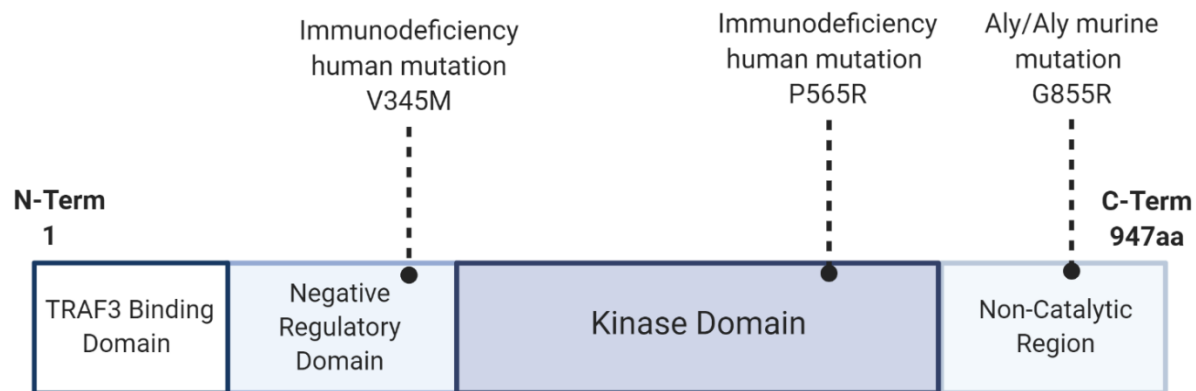 Immunodeficiency
human mutation
V345M
Immunodeficiency
human mutation
P565R
Aly/Aly murine
mutation
G855R
N-Term
1
C-Term
947aa
TRAF3 Binding
Domain
Negative
Regulatory
Domain
Kinase Domain
Non-Catalytic
Region